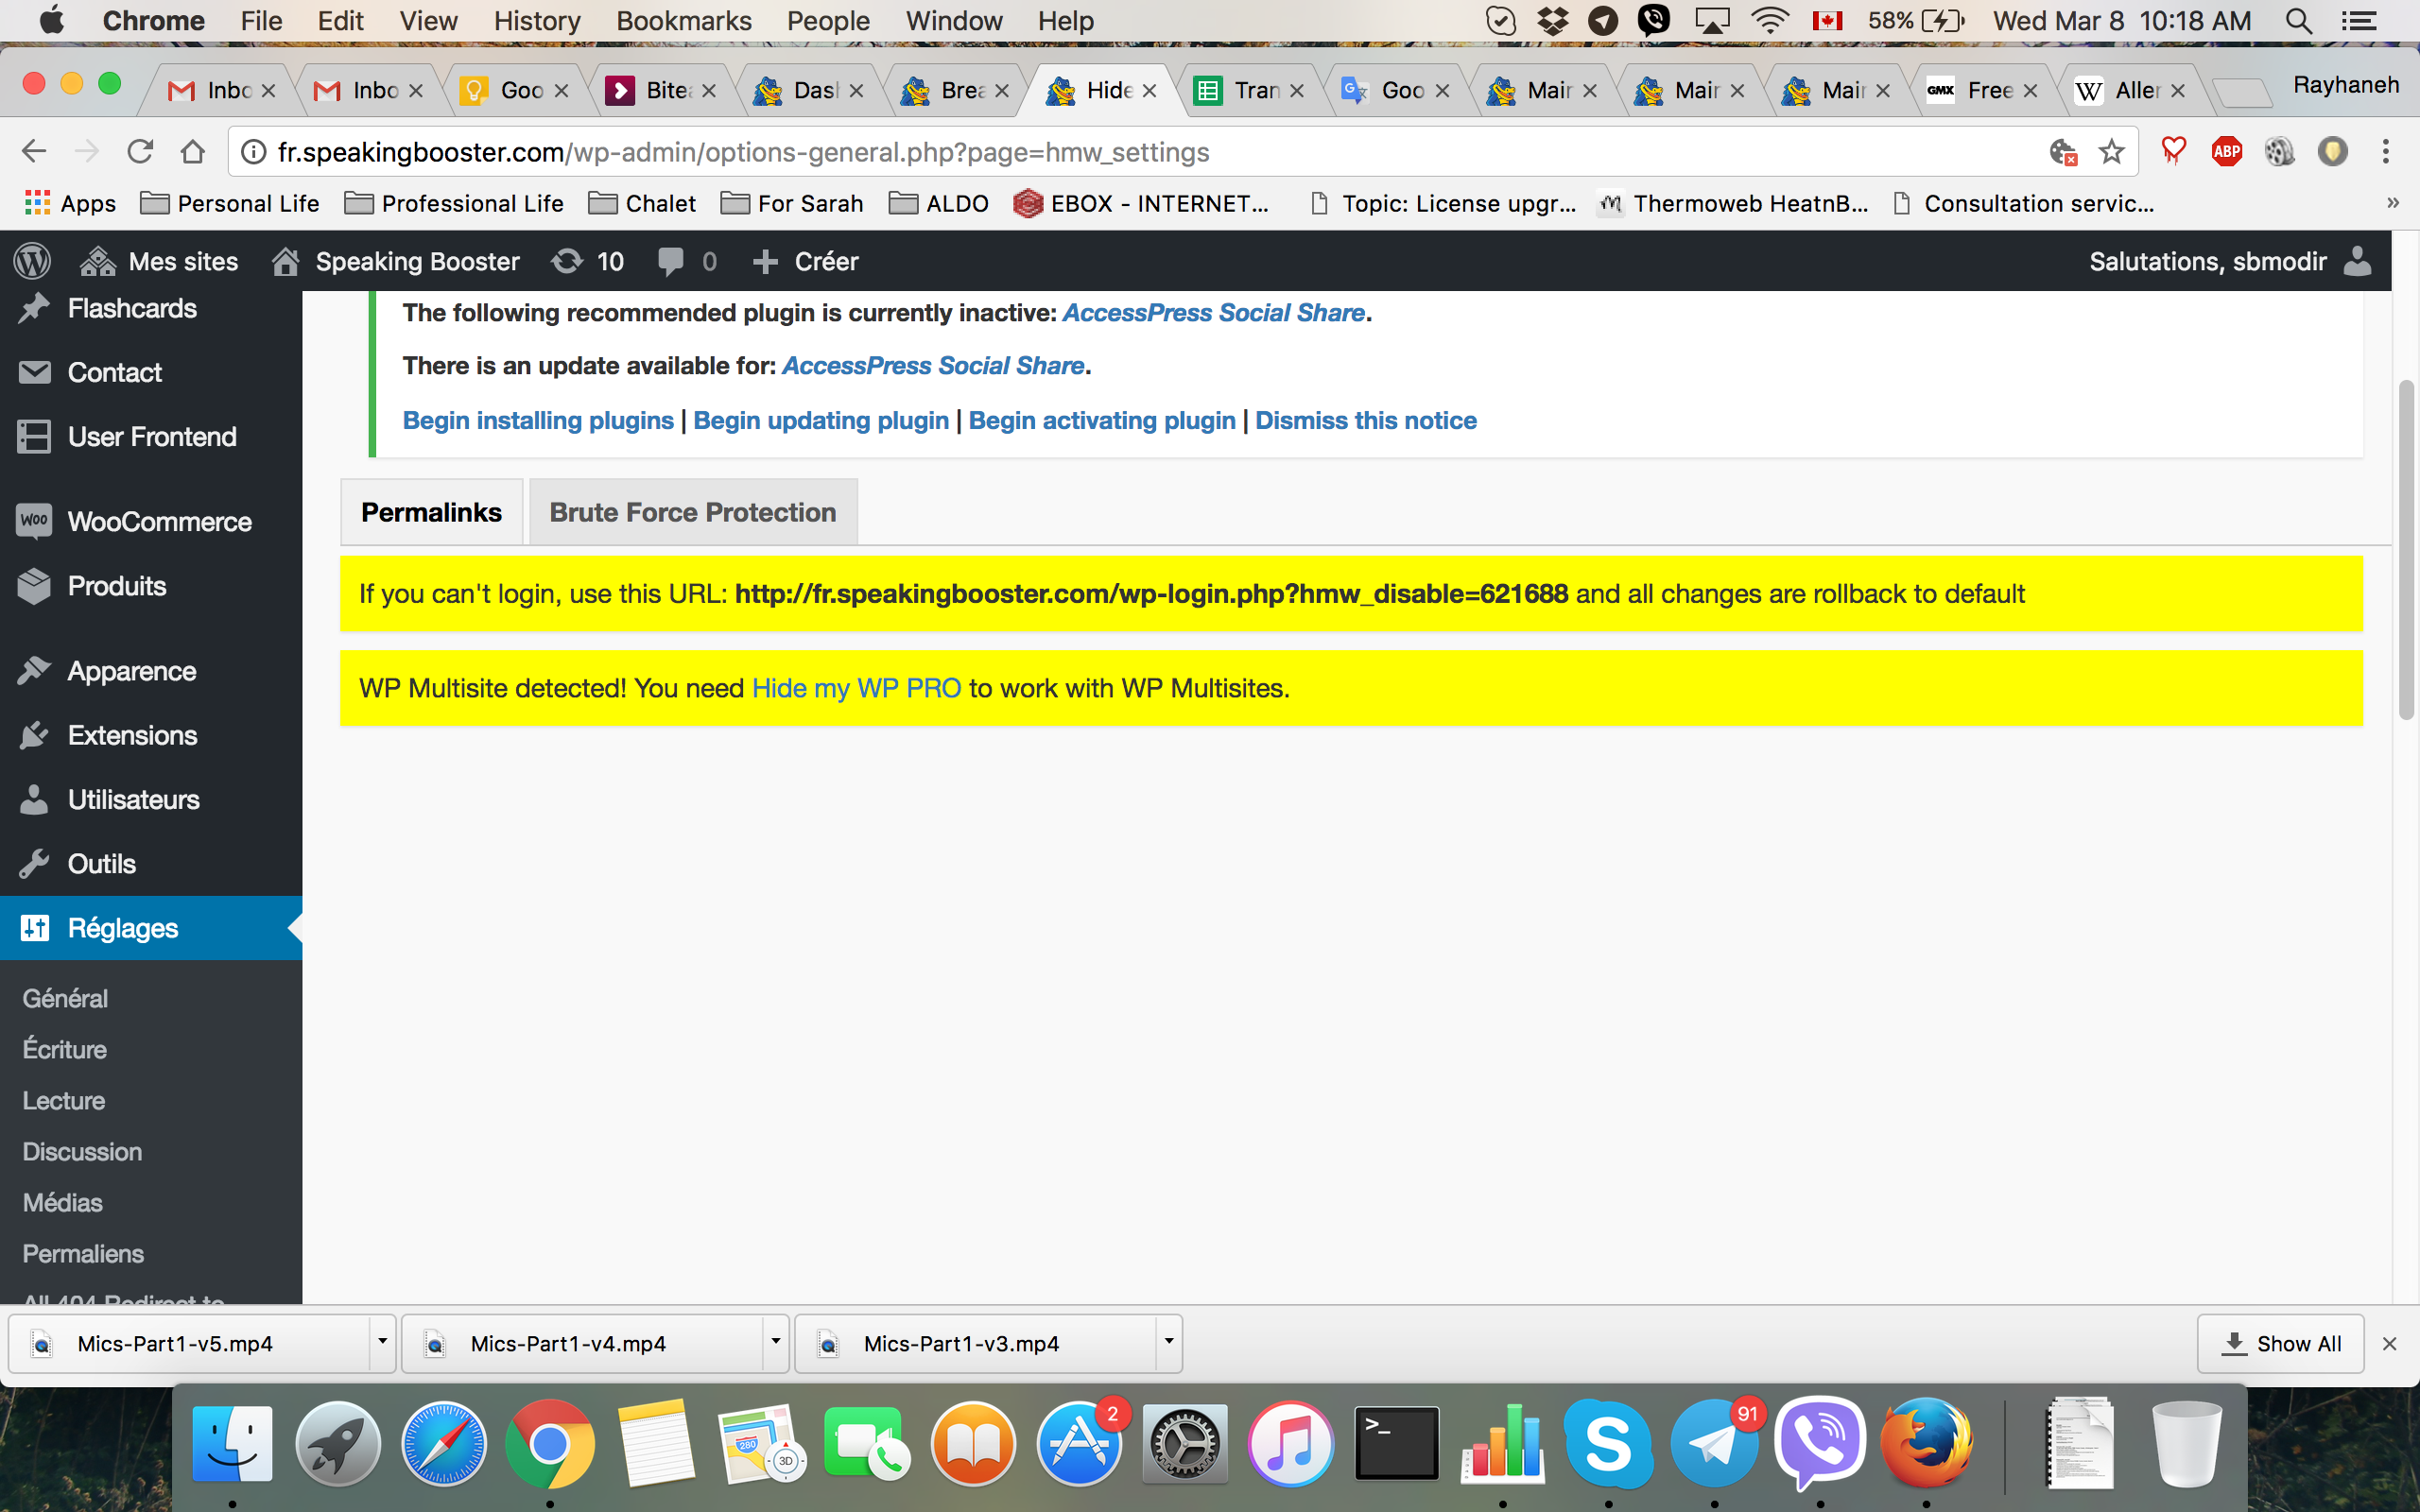 Chrome File Edit View History Bookmarks People Window Help 58% Wed Mar 8 10:18 AM
Inbo Inbo Goo Bitea Dasl Brea Hide Tran Goo Mair Mair Mair GMX Free W Aller Rayhaneh
fr.speakingbooster.com/wp-admin/options-general.php?page=hmw_settings ABP
Apps Personal Life Professional Life Chalet For Sarah ALDO EBOX - INTERNET... Topic: License upgr... Thermoweb HeatnB... Consultation servic... »
Mes sites Speaking Booster 10 0 Créer Salutations, sbmodir
Flashcards
Contact
User Frontend
WooCommerce
Produits
Apparence
Extensions
Utilisateurs
Outils
Réglages
Général
Écriture
Lecture
Discussion
Médias
Permaliens
All 404 Redirect to
The following recommended plugin is currently inactive: AccessPress Social Share.
There is an update available for: AccessPress Social Share.
Begin installing plugins | Begin updating plugin | Begin activating plugin | Dismiss this notice
Permalinks Brute Force Protection
If you can't login, use this URL: http://fr.speakingbooster.com/wp-login.php?hmw_disable=621688 and all changes are rollback to default
WP Multisite detected! You need Hide my WP PRO to work with WP Multisites.
Mics-Part1-v5.mp4 Mics-Part1-v4.mp4 Mics-Part1-v3.mp4 Show All
280 3D 2 >_ S 91